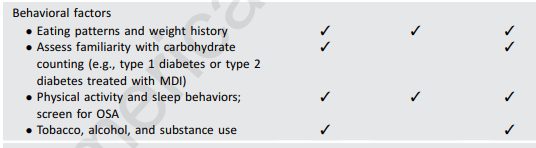 Behavioral factors
• Eating patterns and weight history ✓ ✓ ✓
• Assess familiarity with carbohydrate ✓ ✓
counting (e.g., type 1 diabetes or type 2
diabetes treated with MDI)
• Physical activity and sleep behaviors; ✓ ✓ ✓
screen for OSA
• Tobacco, alcohol, and substance use ✓ ✓